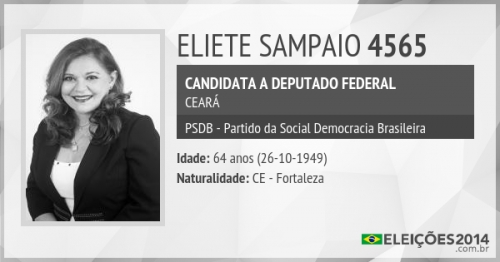 ELIETE SAMPAIO 4565
CANDIDATA A DEPUTADO FEDERAL
CEARÁ
PSDB - Partido da Social Democracia Brasileira
Idade: 64 anos (26-10-1949)
Naturalidade: CE - Fortaleza
ELEIÇÕES2014
.com.br